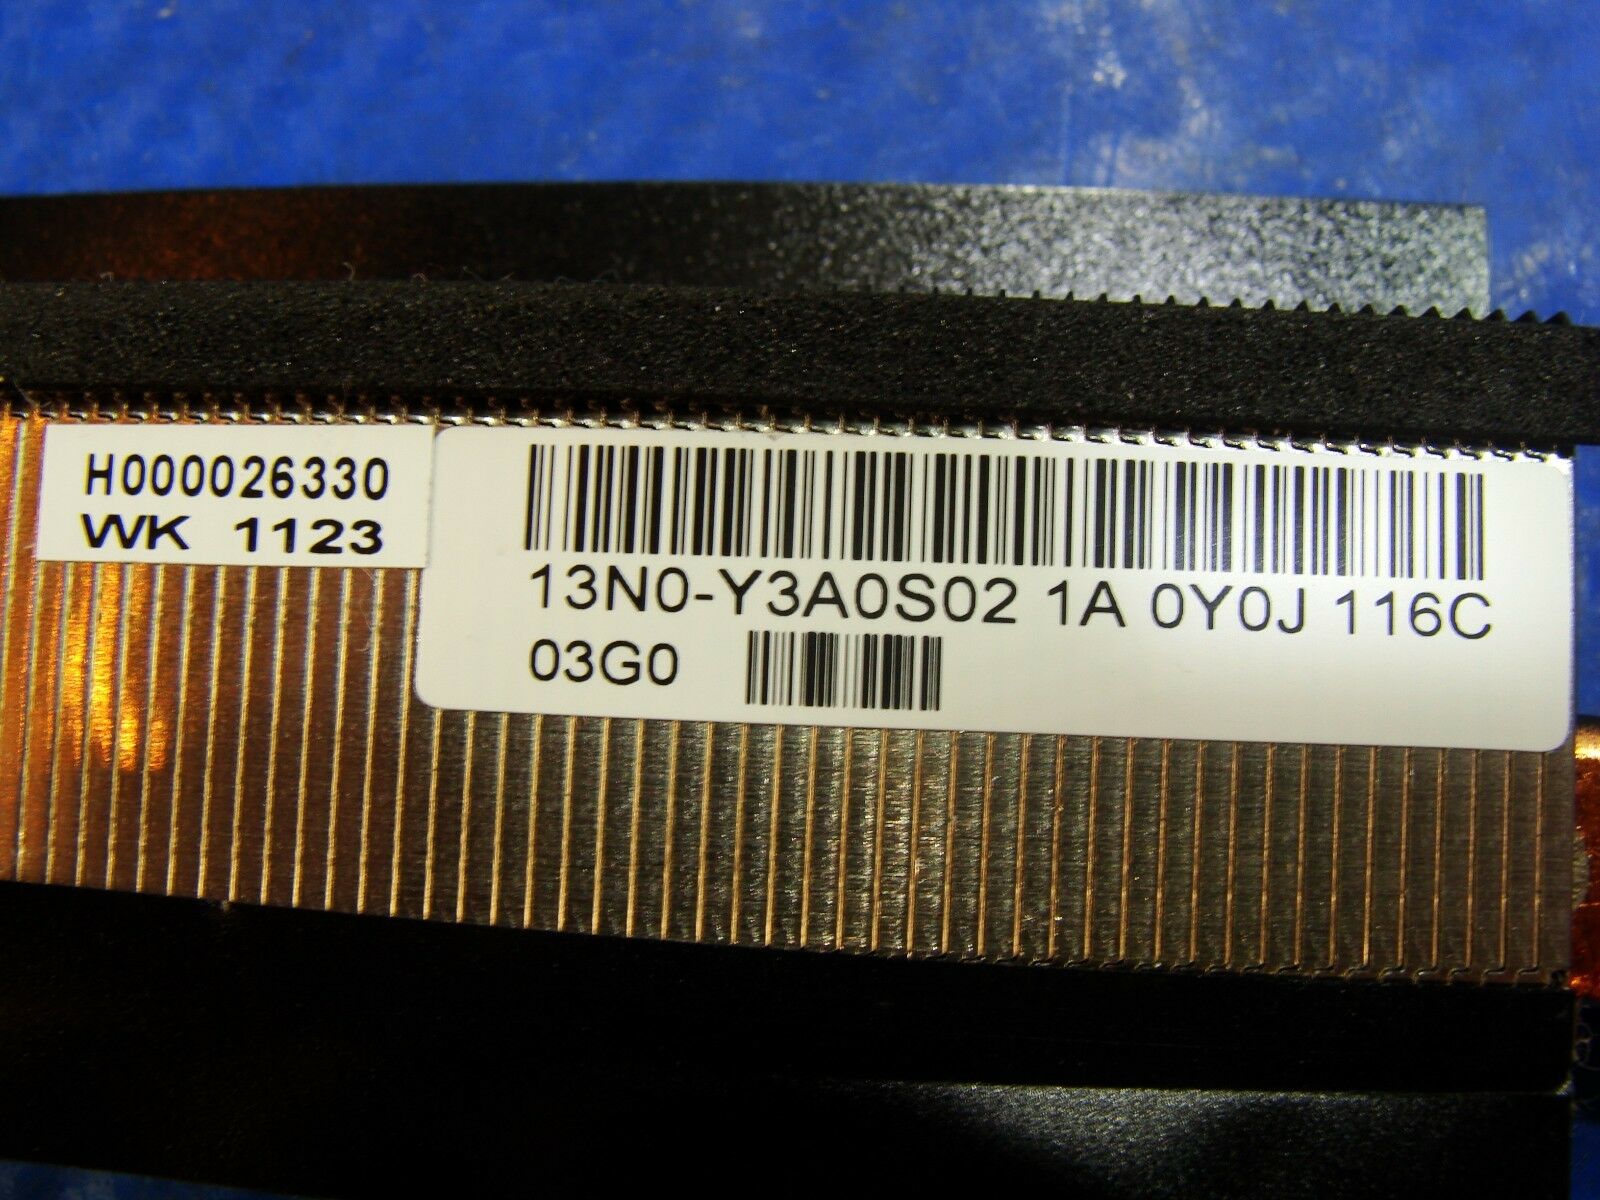 H000026330
WK 1123
13N0-Y3A0S02 1A 0Y0J 116C
03G0